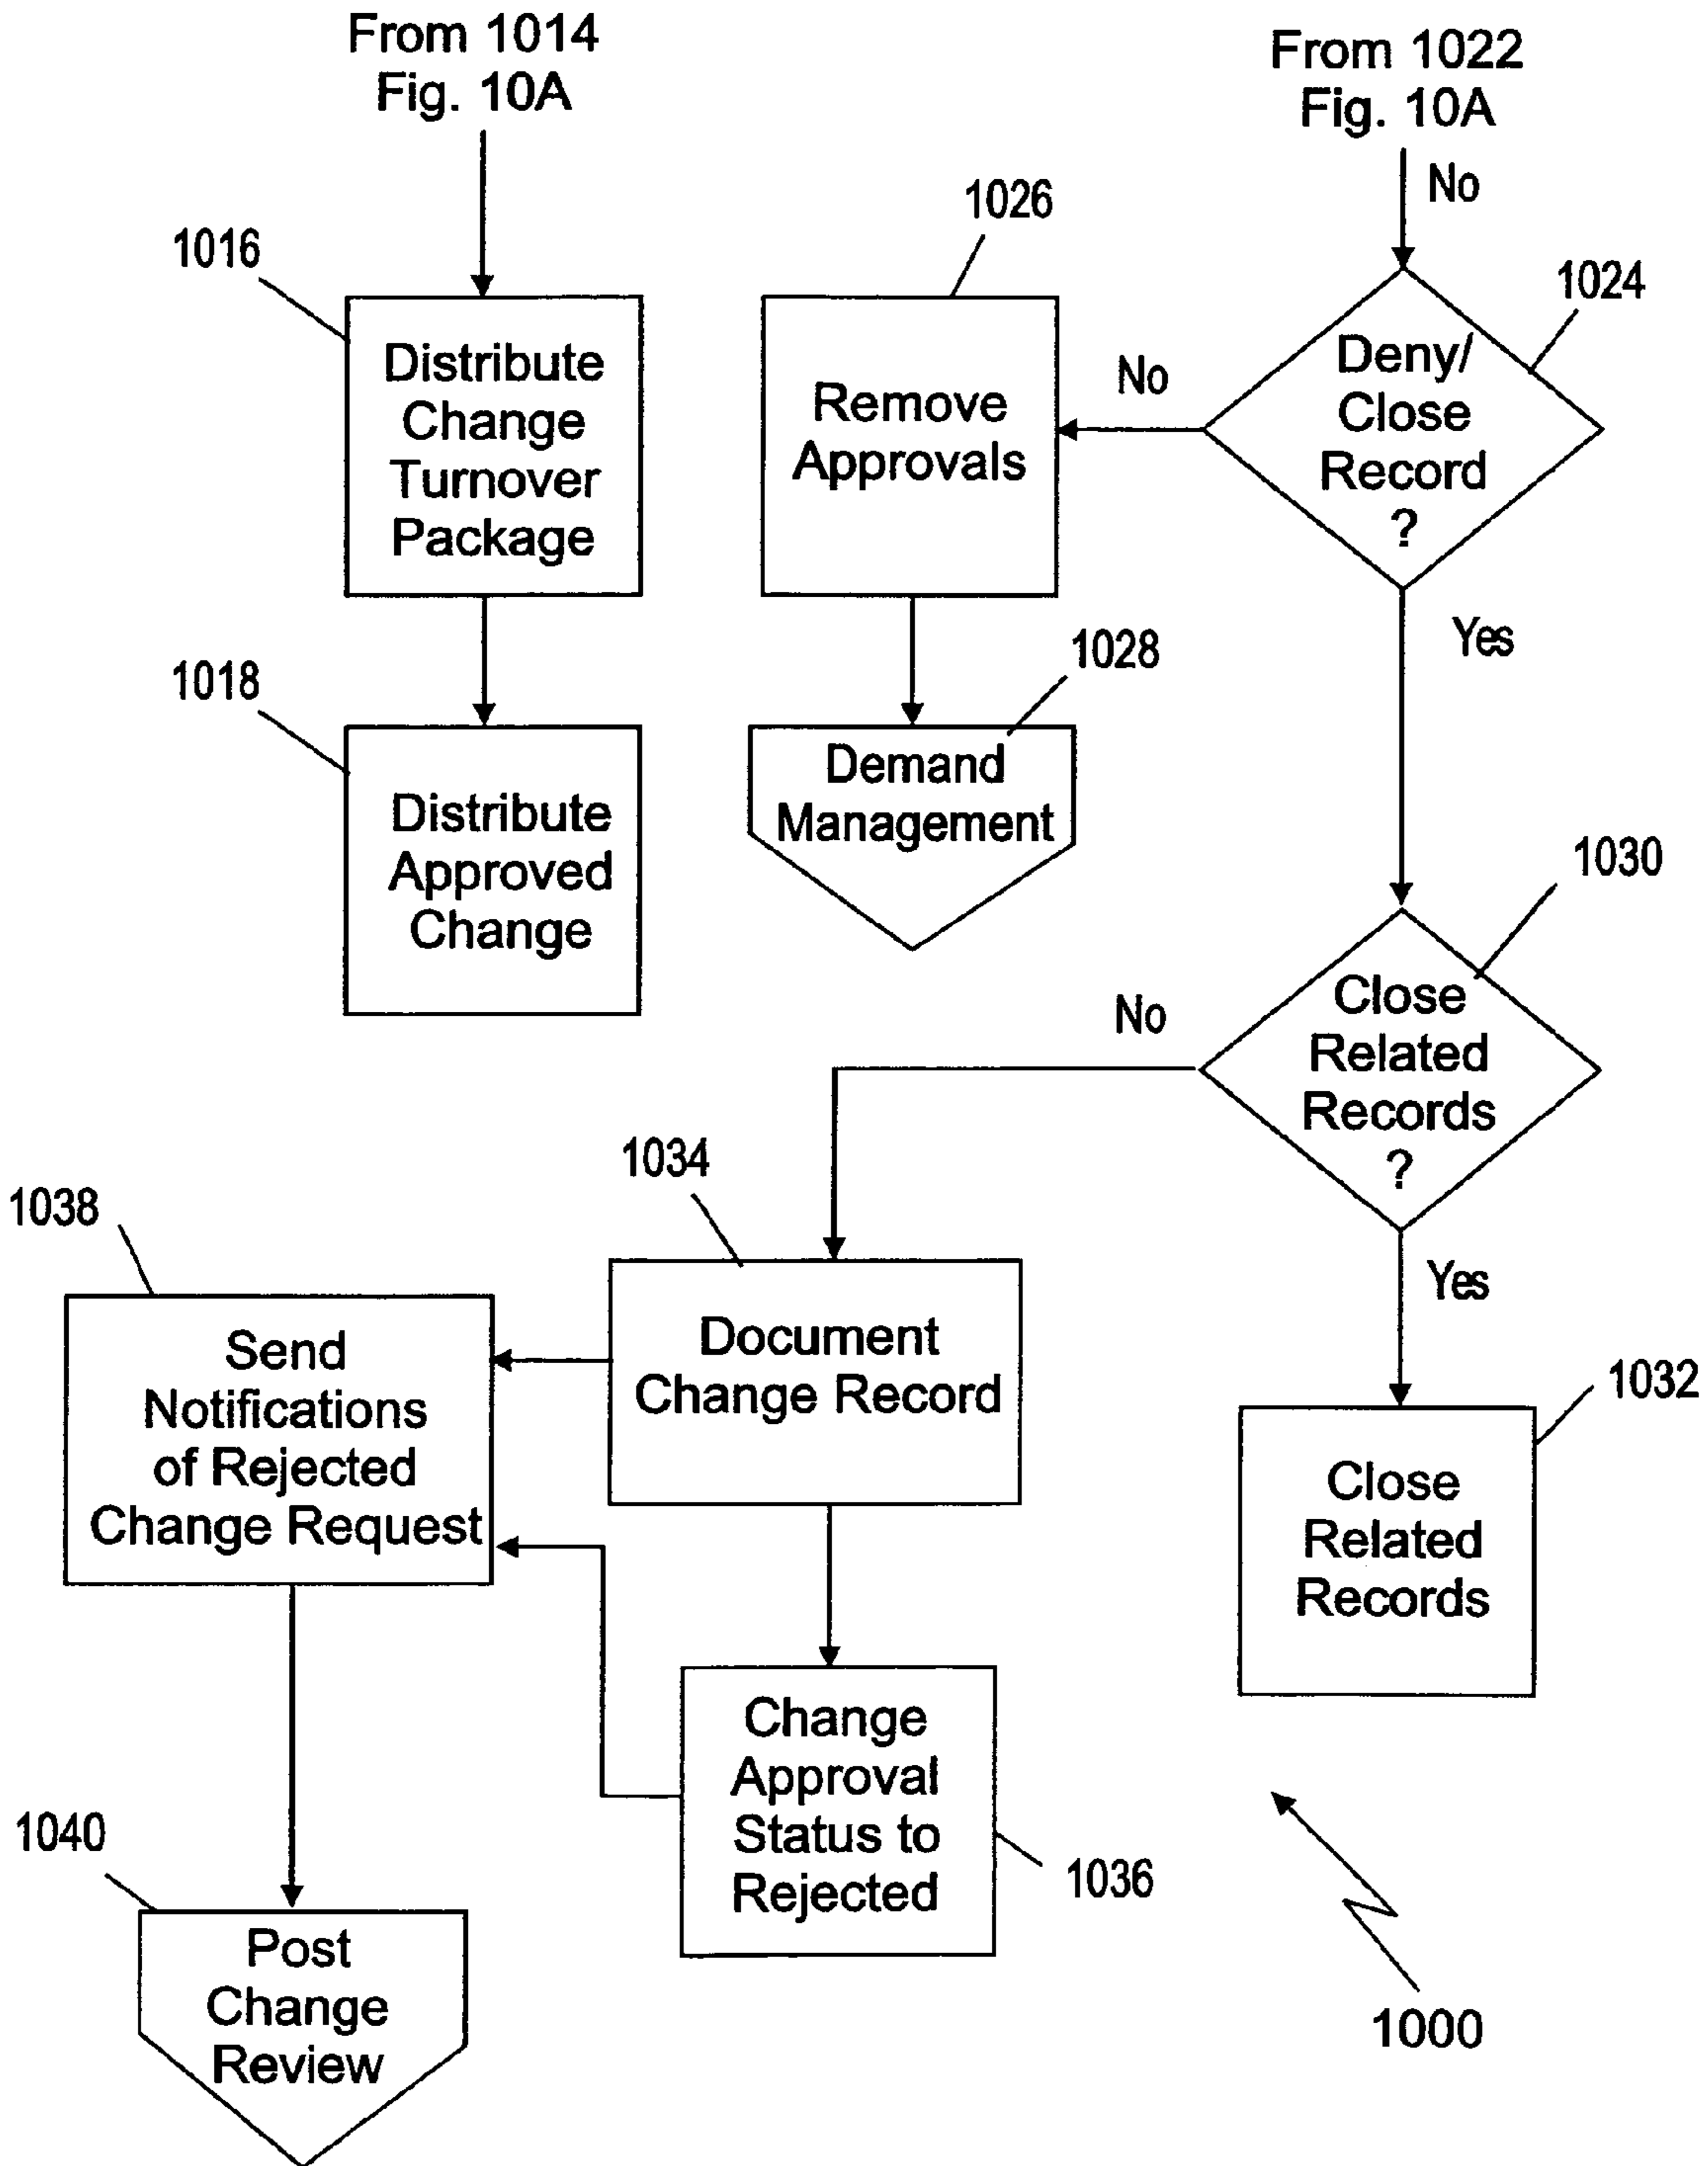 From 1014
Fig. 10A
From 1022
Fig. 10A
No
1016
1026
1024
Distribute
Change
Turnover
Package
Remove
Approvals
No
Deny/
Close
Record
?
Yes
1018
1028
Distribute
Approved
Change
Demand
Management
1030
No
Close
Related
Records
?
Yes
1034
1038
Document
Change Record
Send
Notifications
of Rejected
Change Request
1032
Close
Related
Records
Change
Approval
Status to
Rejected
1036
1040
Post
Change
Review
1000